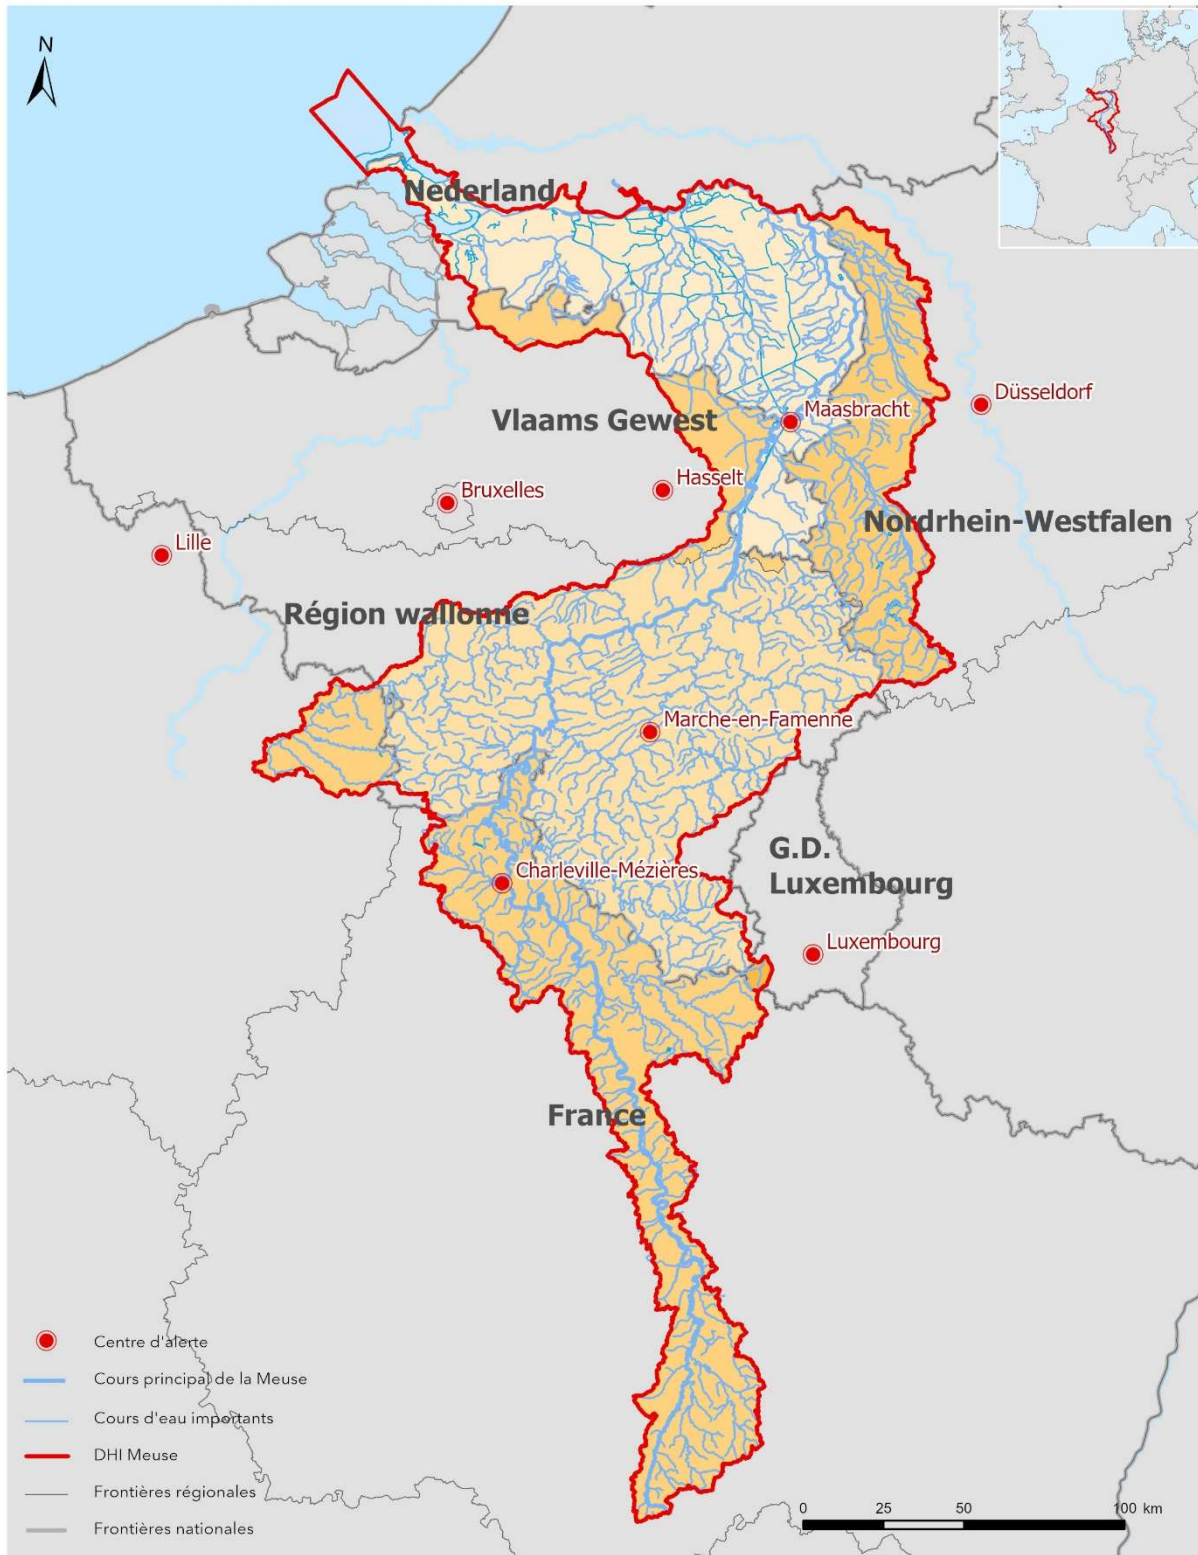 N
Nederland
Düsseldorf
Maasbracht
Vlaams Gewest
Hasselt
Bruxelles
Nordrhein-Westfalen
Lille
Région wallonne
Marche-en-Famenne
G.D.
Luxembourg
Charleville-Mézières
Luxembourg
France
Centre d'alerte
Cours principal de la Meuse
Cours d'eau importants
DHI Meuse
Frontières régionales
Frontières nationales
0 25 50 100 km